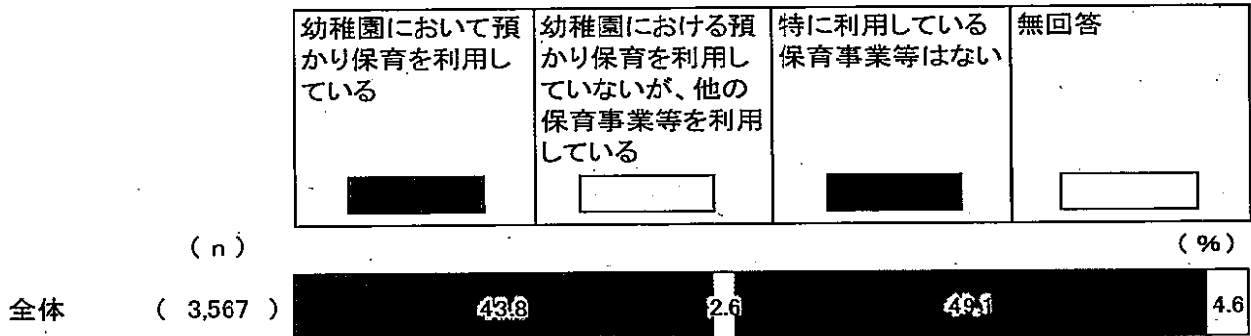 幼稚園において預
かり保育を利用し
ている
幼稚園における預
かり保育を利用し
ていないが、他の
保育事業等を利用
している
特に利用している
保育事業等はない
無回答
( n )
( % )
全体 ( 3,567 ) 43.8 2.6 49.1 4.6